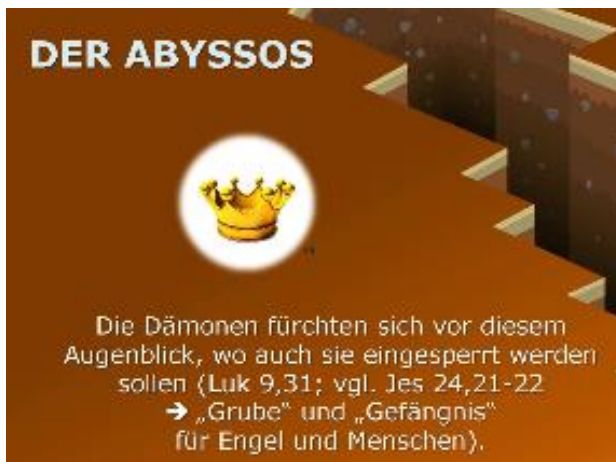 DER ABYSSOS
Die Dämonen fürchten sich vor diesem
Augenblick, wo auch sie eingesperrt werden
sollen (Luk 9,31; vgl. Jes 24,21-22
➔ „Grube“ und „Gefängnis“
für Engel und Menschen).